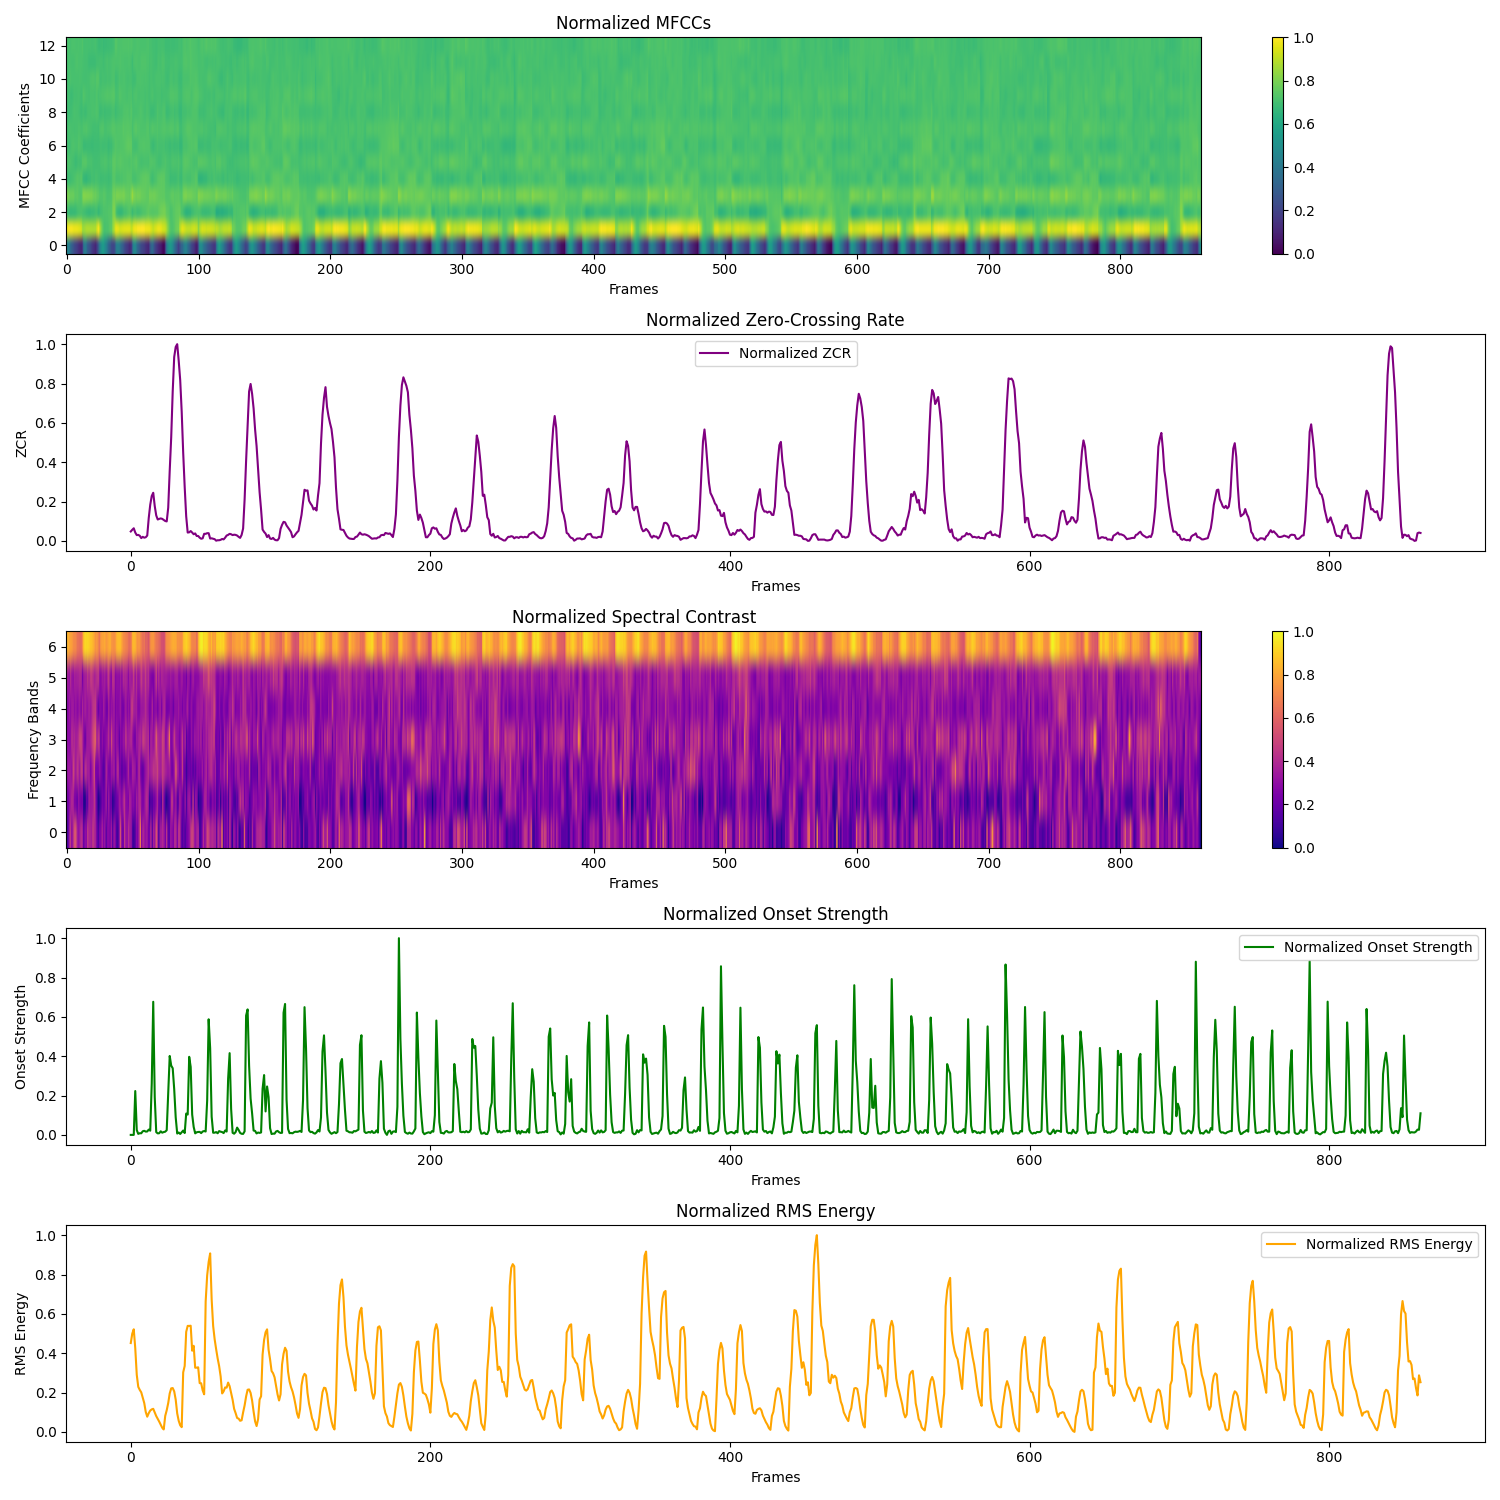 Normalized MFCCs
12
10
8
6
4
2
0
MFCC Coefficients
0 100 200 300 400 500 600 700 800
Frames
1.0
0.8
0.6
0.4
0.2
0.0
Normalized Zero-Crossing Rate
Normalized ZCR
1.0
0.8
0.6
0.4
0.2
0.0
ZCR
0 200 400 600 800
Frames
Normalized Spectral Contrast
6
5
4
3
2
1
0
Frequency Bands
0 100 200 300 400 500 600 700 800
Frames
1.0
0.8
0.6
0.4
0.2
0.0
Normalized Onset Strength
Normalized Onset Strength
1.0
0.8
0.6
0.4
0.2
0.0
Onset Strength
0 200 400 600 800
Frames
Normalized RMS Energy
Normalized RMS Energy
1.0
0.8
0.6
0.4
0.2
0.0
RMS Energy
0 200 400 600 800
Frames